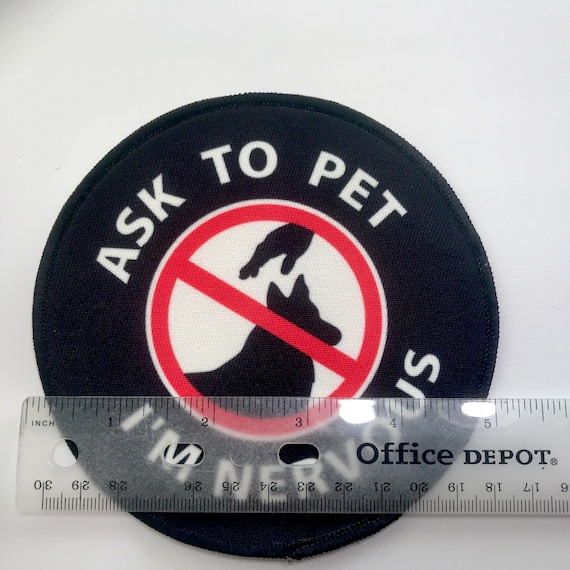 ASK TO PET
I'M NERVOUS
INCH 1 2 3 4 5
Office DEPOT®
30 29 28 27 26 25 24 23 22 21 20 19 18 17 16